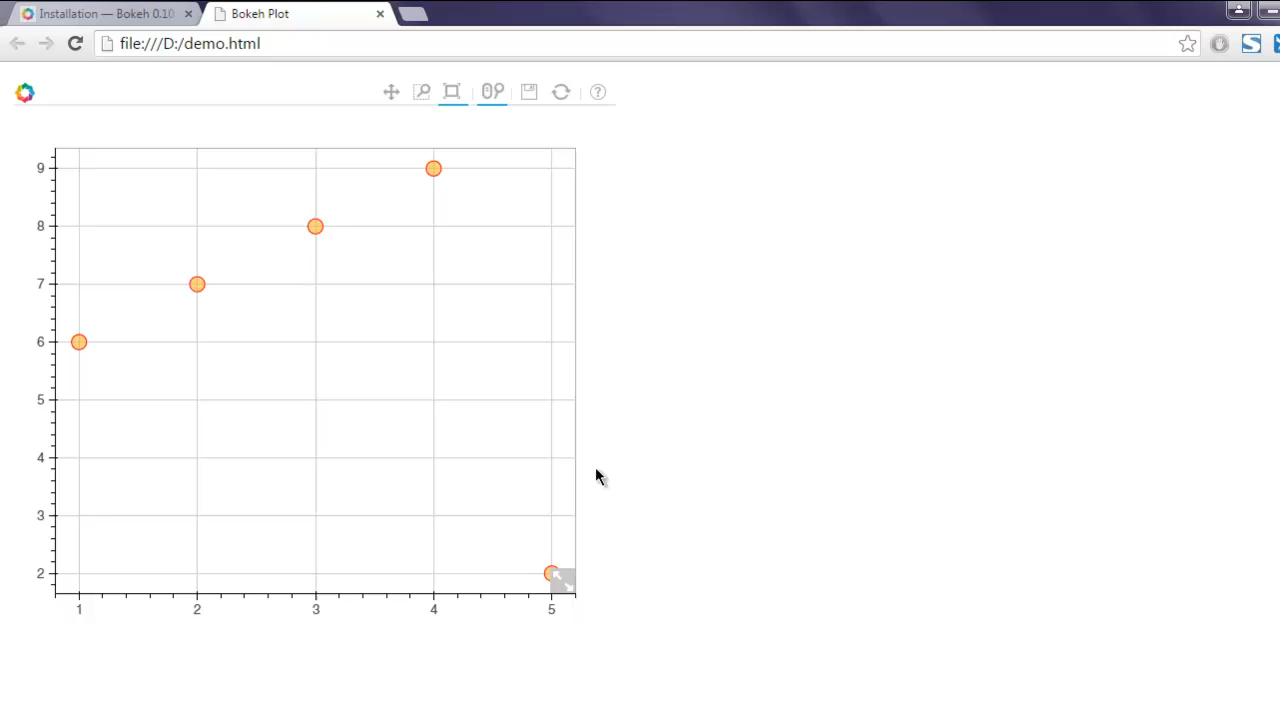 Installation — Bokeh 0.10
Bokeh Plot
file:///D:/demo.html
9
8
7
6
5
4
3
2
1 2 3 4 5